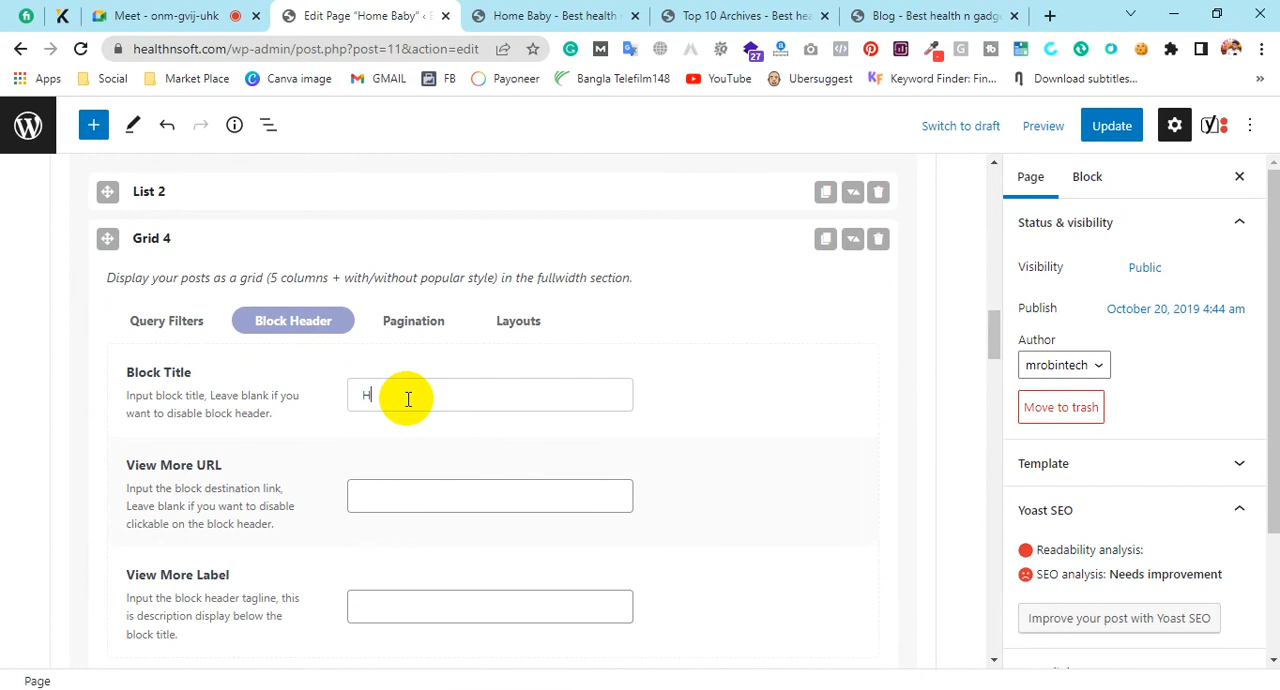 Meet - onm-gvij-uhk
Edit Page "Home Baby" ‹
Home Baby - Best health n
Top 10 Archives - Best hea
Blog - Best health n gadg
healthnsoft.com/wp-admin/post.php?post=11&action=edit
27
Apps
Social
Market Place
Canva image
GMAIL
FB
Payoneer
Bangla Telefilm148
YouTube
Ubersuggest
Keyword Finder: Fin...
Download subtitles...
»
Switch to draft
Preview
Update
List 2
Grid 4
Display your posts as a grid (5 columns + with/without popular style) in the fullwidth section.
Query Filters
Block Header
Pagination
Layouts
Block Title
Input block title, Leave blank if you
want to disable block header.
H
View More URL
Input the block destination link,
Leave blank if you want to disable
clickable on the block header.
View More Label
Input the block header tagline, this
is description display below the
block title.
Page
Block
Status & visibility
Visibility
Public
Publish
October 20, 2019 4:44 am
Author
mrobintech
Move to trash
Template
Yoast SEO
Readability analysis:
SEO analysis: Needs improvement
Improve your post with Yoast SEO
Page